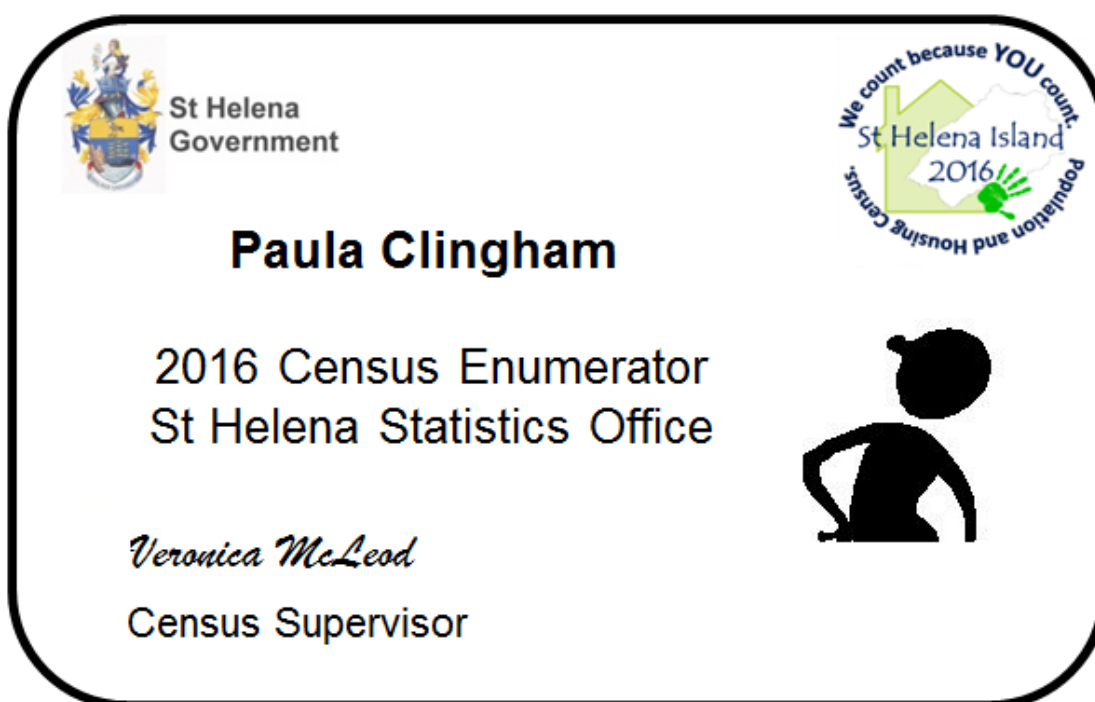 St Helena
Government
We count because YOU count.
St Helena Island
2016
Population and Housing Census.
Paula Clingham
2016 Census Enumerator
St Helena Statistics Office
Veronica McLeod
Census Supervisor